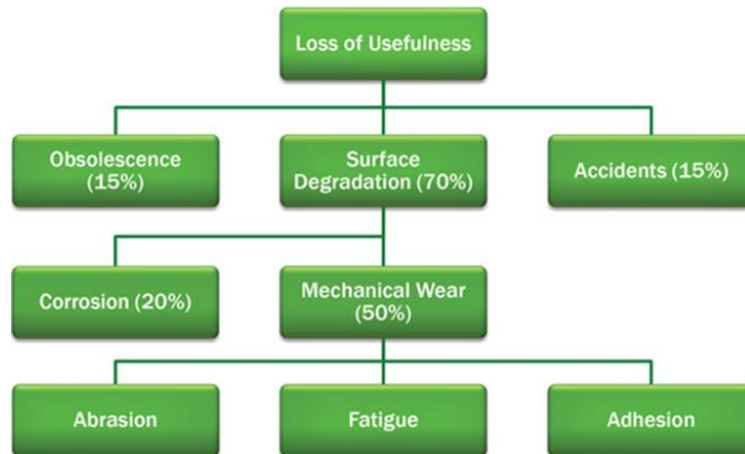 Loss of Usefulness
Obsolescence
(15%)
Surface
Degradation (70%)
Accidents (15%)
Corrosion (20%)
Mechanical Wear
(50%)
Abrasion
Fatigue
Adhesion